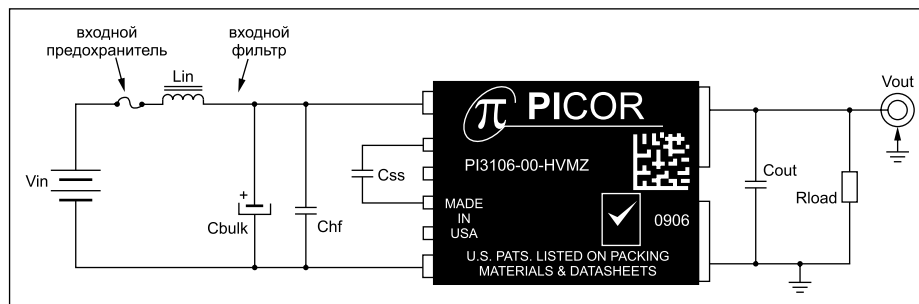 входной
предохранитель
входной
фильтр
Lin
Vin
+
Cbulk
Chf
Css
π PICOR
PI3106-00-HVMZ
MADE
IN
USA
0906
U.S. PATS. LISTED ON PACKING
MATERIALS & DATASHEETS
Cout
Rload
Vout